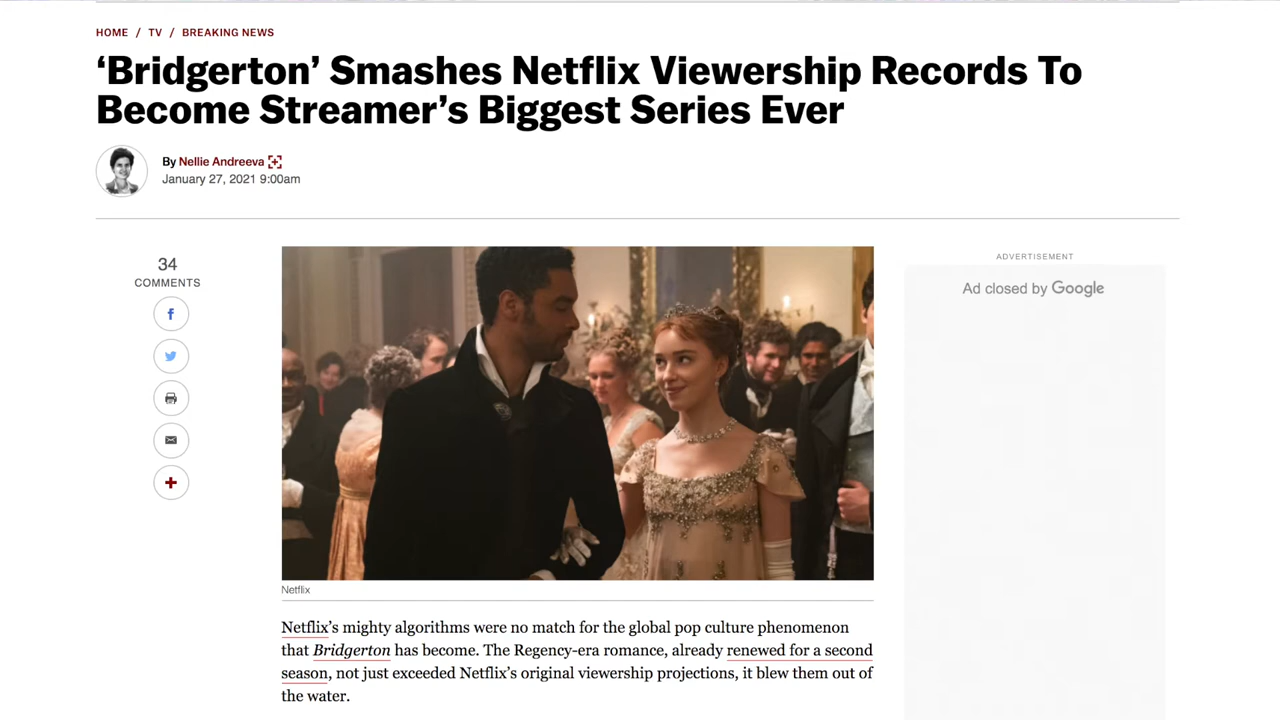 HOME / TV / BREAKING NEWS
‘Bridgerton’ Smashes Netflix Viewership Records To
Become Streamer’s Biggest Series Ever
By Nellie Andreeva
January 27, 2021 9:00am
34
COMMENTS
ADVERTISEMENT
Ad closed by Google
Netflix
Netflix’s mighty algorithms were no match for the global pop culture phenomenon
that Bridgerton has become. The Regency-era romance, already renewed for a second
season, not just exceeded Netflix’s original viewership projections, it blew them out of
the water.